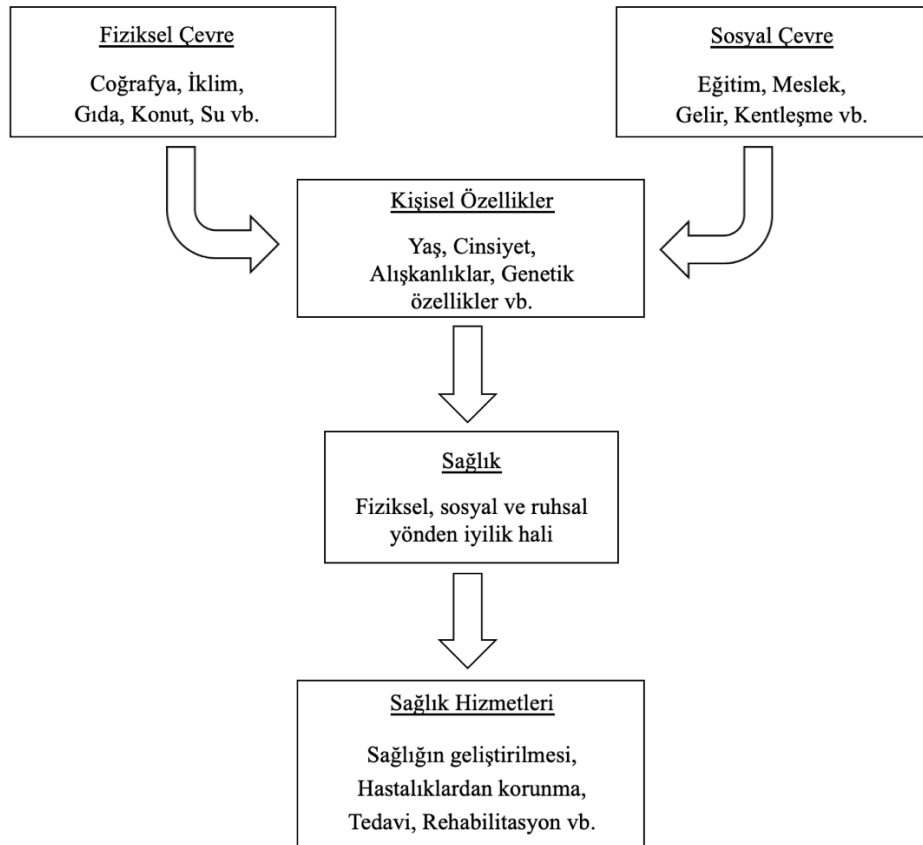 Fiziksel Çevre
Coğrafya, İklim,
Gıda, Konut, Su vb.
Sosyal Çevre
Eğitim, Meslek,
Gelir, Kentleşme vb.
Kişisel Özellikler
Yaş, Cinsiyet,
Alışkanlıklar, Genetik
özellikler vb.
Sağlık
Fiziksel, sosyal ve ruhsal
yönden iyilik hali
Sağlık Hizmetleri
Sağlığın geliştirilmesi,
Hastalıklardan korunma,
Tedavi, Rehabilitasyon vb.